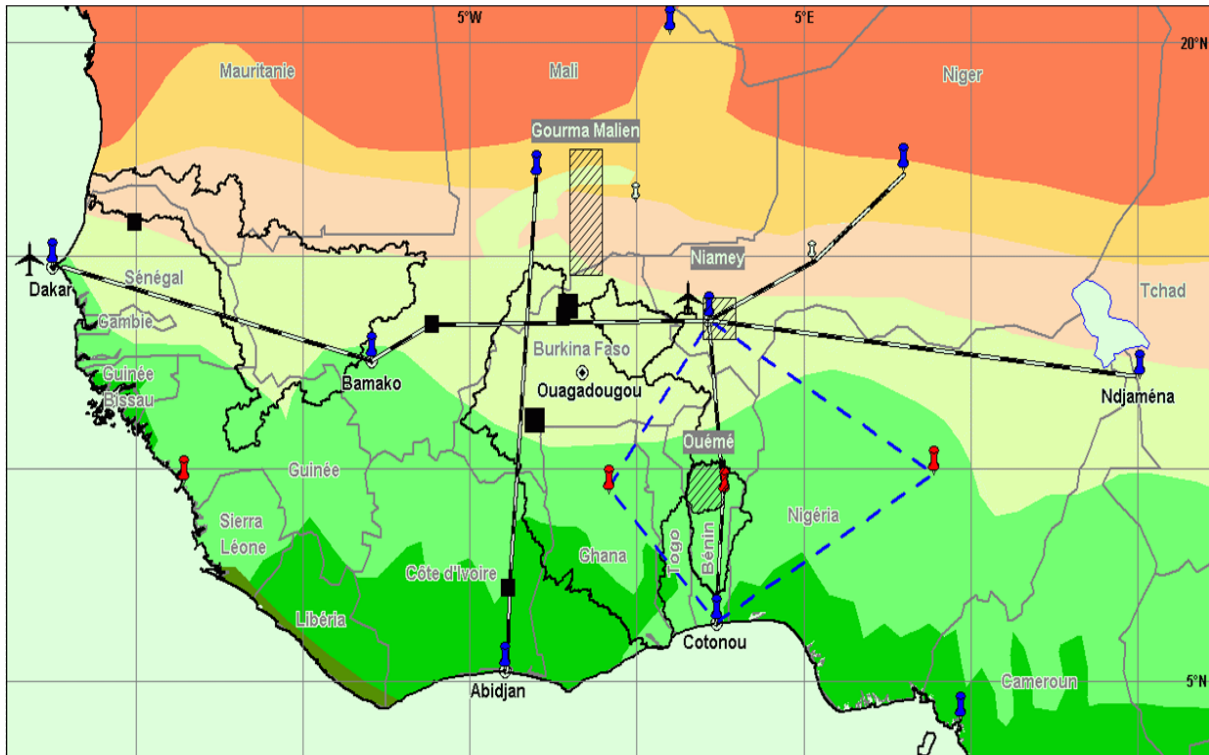 5°W
5°E
20°N
Mauritanie
Mali
Niger
Gourma Malien
Niamey
Tchad
Dakar
Sénégal
Gambie
Guinée
Bissau
Bamako
Burkina Faso
Ouagadougou
Ndjaména
Ouémé
Guinée
Sierra
Léone
Côte d'Ivoire
Ghana
Togo
Bénin
Nigéria
Libéria
Cotonou
Abidjan
Cameroun
5°N